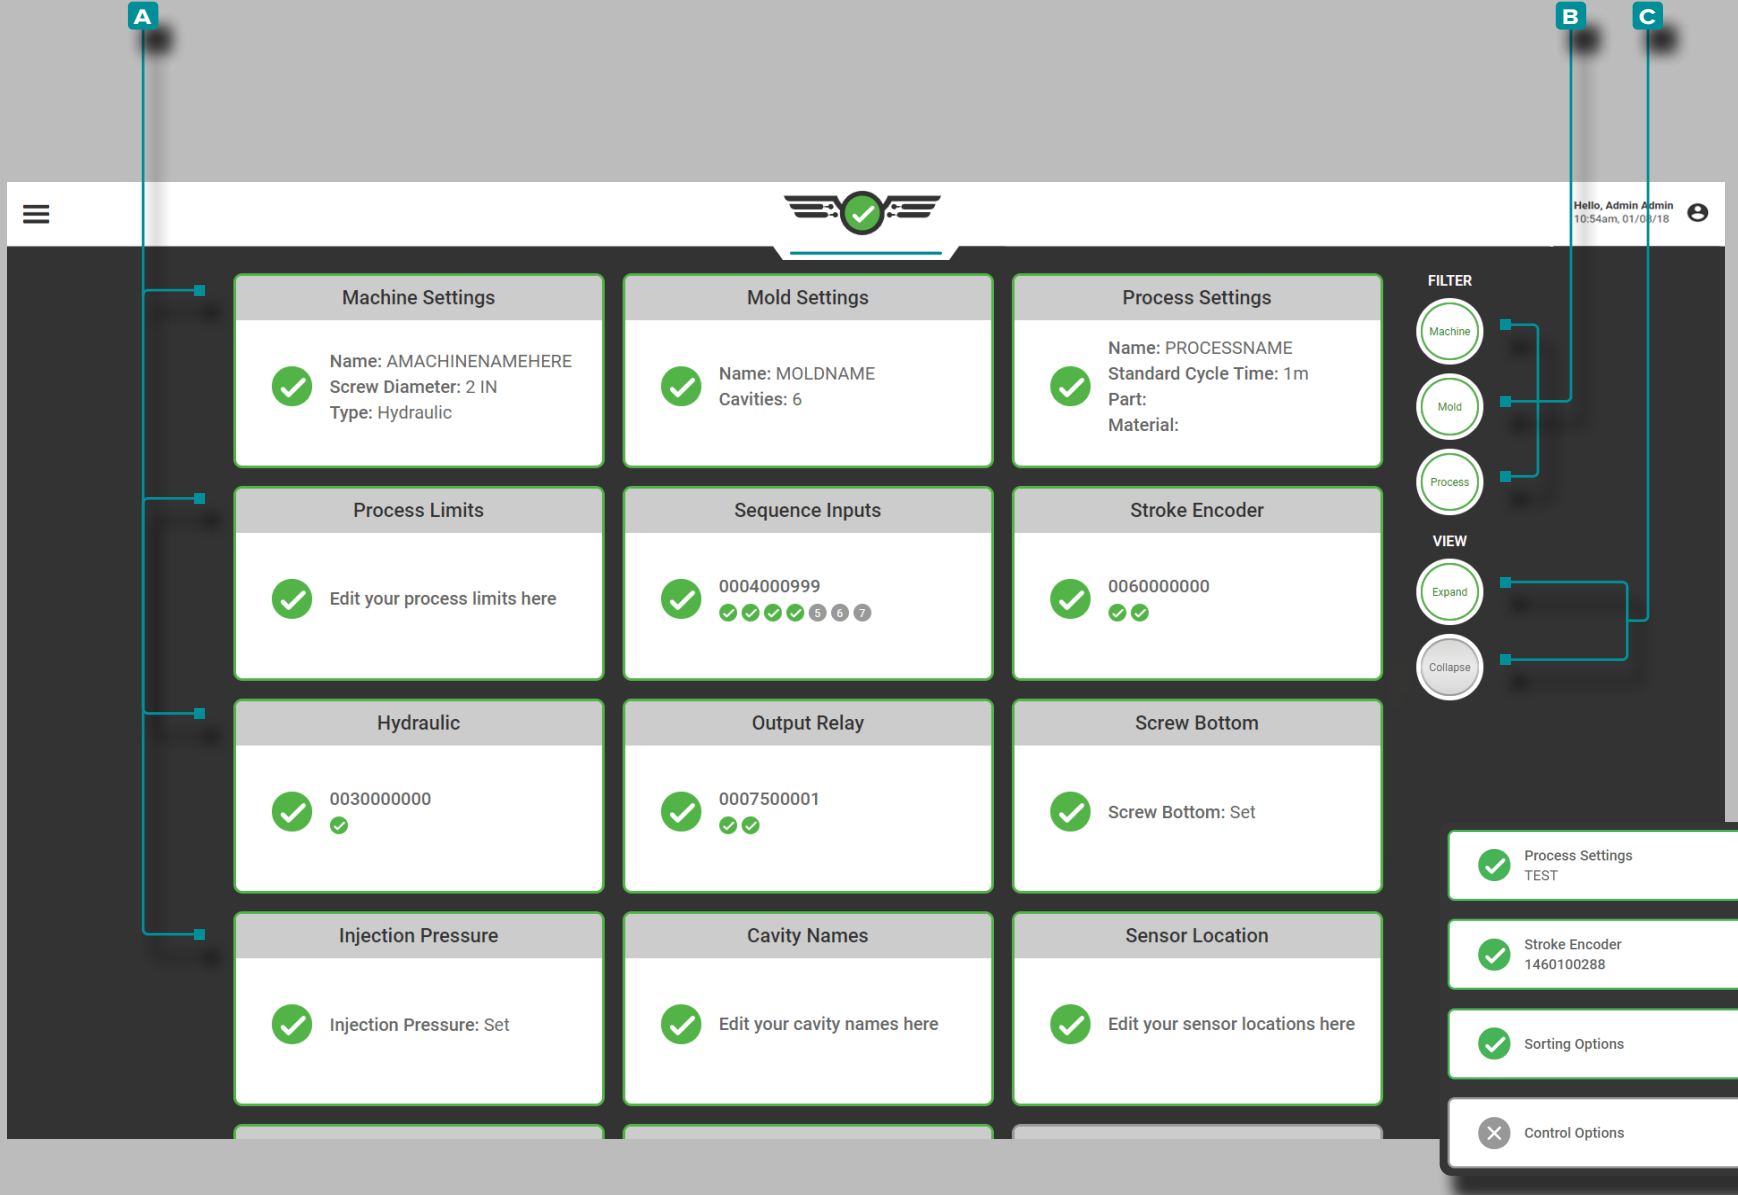 A
B
C
Hello, Admin Admin
10:54am, 01/03/18
Machine Settings
Name: AMACHINENAMEHERE
Screw Diameter: 2 IN
Type: Hydraulic
Mold Settings
Name: MOLDNAME
Cavities: 6
Process Settings
Name: PROCESSNAME
Standard Cycle Time: 1m
Part:
Material:
FILTER
Machine
Mold
Process
Process Limits
Edit your process limits here
Sequence Inputs
0004000999
5 6 7
Stroke Encoder
0060000000
VIEW
Expand
Collapse
Hydraulic
0030000000
Output Relay
0007500001
Screw Bottom
Screw Bottom: Set
Injection Pressure
Injection Pressure: Set
Cavity Names
Edit your cavity names here
Sensor Location
Edit your sensor locations here
Process Settings
TEST
Stroke Encoder
1460100288
Sorting Options
Control Options